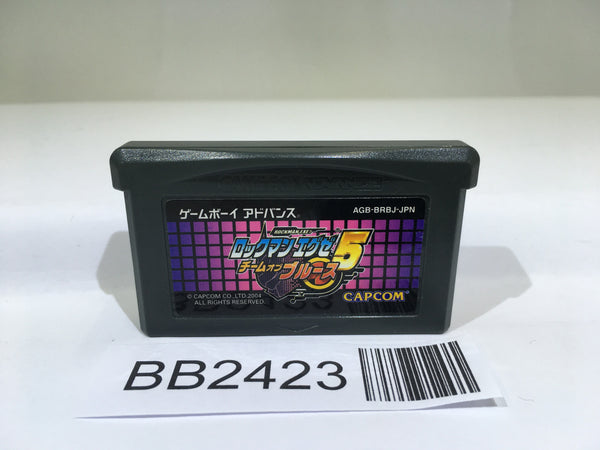 ゲームボーイ アドバンス
AGB-BRBJ-JPN
ROCKMAN EXE
ロックマンエグゼ5
チームオブブルース
© CAPCOM CO.,LTD.2004
ALL RIGHTS RESERVED.
CAPCOM
BB2423